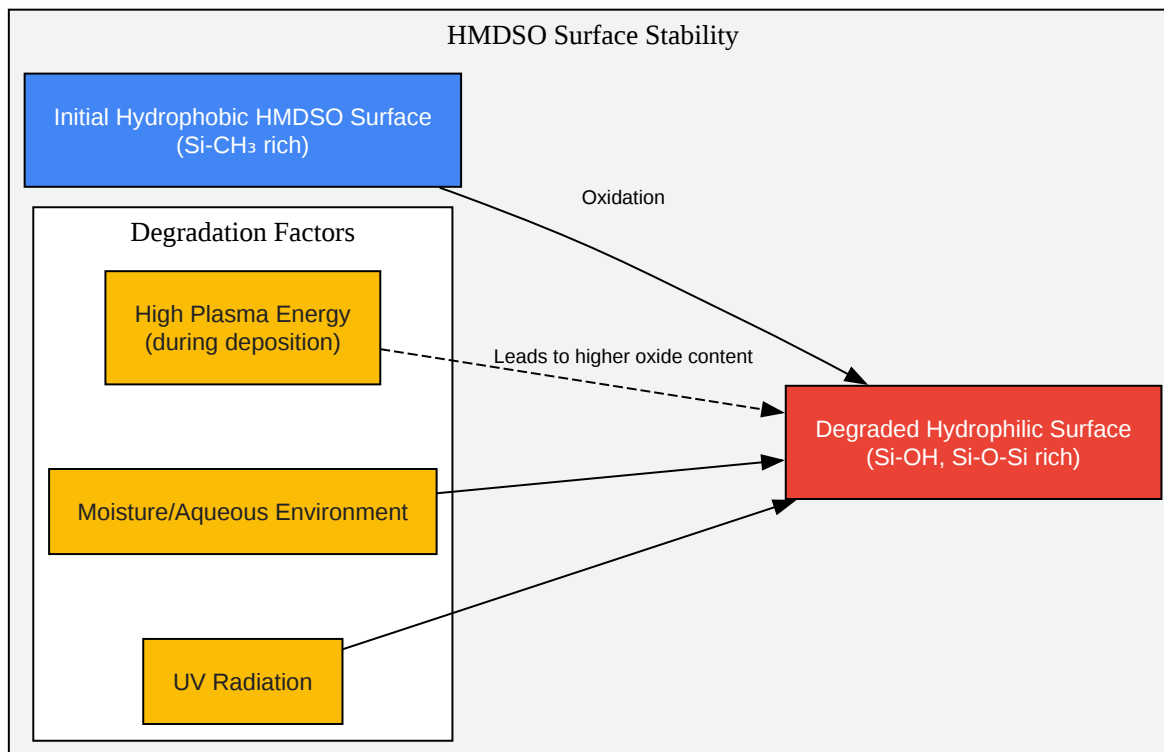 HMDSO Surface Stability
Initial Hydrophobic HMDSO Surface
(Si-CH₃ rich)
Oxidation
Degradation Factors
High Plasma Energy
(during deposition)
Leads to higher oxide content
Degraded Hydrophilic Surface
(Si-OH, Si-O-Si rich)
Moisture/Aqueous Environment
UV Radiation